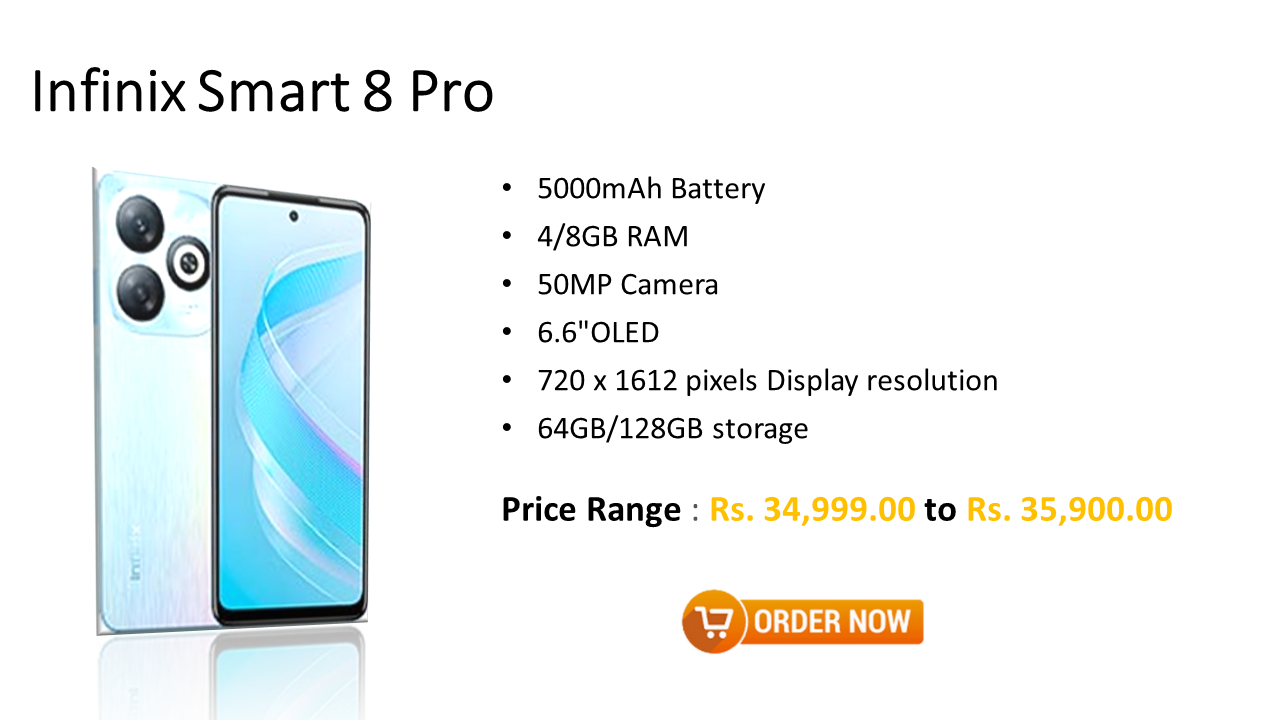 Infinix Smart 8 Pro
• 5000mAh Battery
• 4/8GB RAM
• 50MP Camera
• 6.6"OLED
• 720 x 1612 pixels Display resolution
• 64GB/128GB storage
Price Range : Rs. 34,999.00 to Rs. 35,900.00
ORDER NOW
Infinix